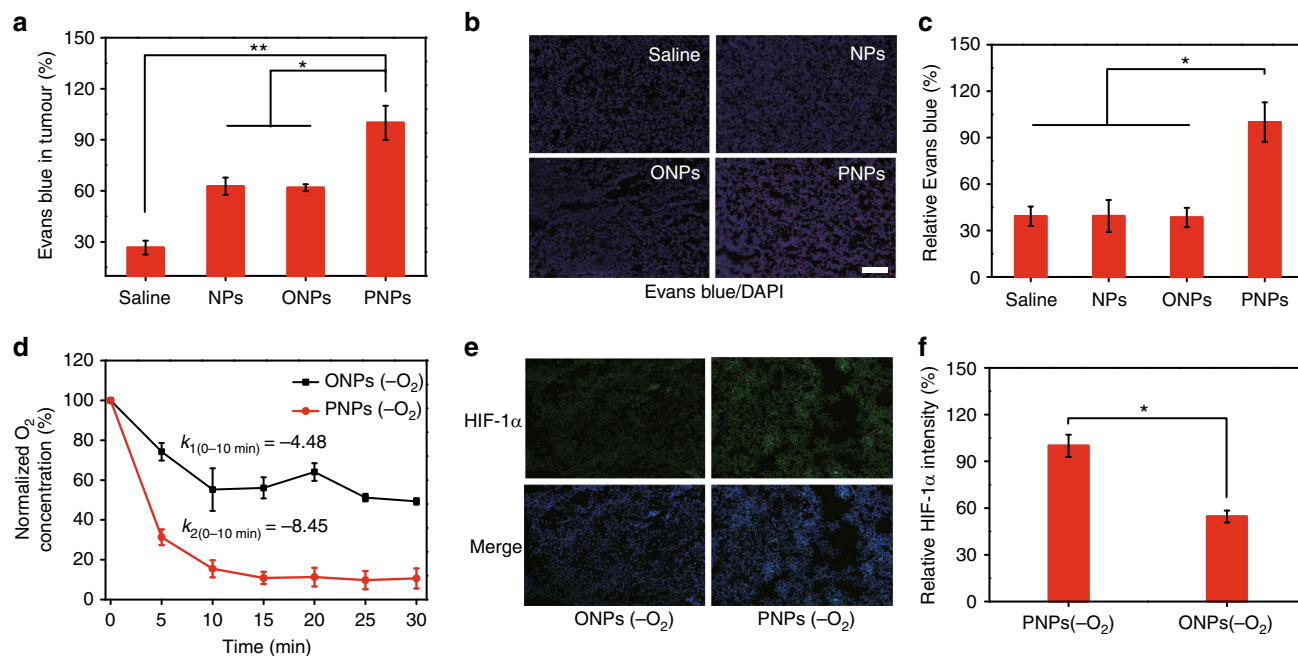 a
Evans blue in tumour (%)
150
120
90
60
30
**
*
Saline NPs ONPs PNPs
b
Saline NPs
ONPs PNPs
Evans blue/DAPI
c
Relative Evans blue (%)
150
120
90
60
30
0
*
Saline NPs ONPs PNPs
d
Normalized O₂
concentration (%)
120
100
80
60
40
20
0
ONPs (–O₂)
PNPs (–O₂)
k₁₍₀₋₁₀ ₘᵢₙ₎ = –4.48
k₂₍₀₋₁₀ ₘᵢₙ₎ = –8.45
0 5 10 15 20 25 30
Time (min)
e
HIF-1α
Merge
ONPs (–O₂) PNPs (–O₂)
f
Relative HIF-1α intensity (%)
150
120
90
60
30
0
*
PNPs(–O₂) ONPs(–O₂)